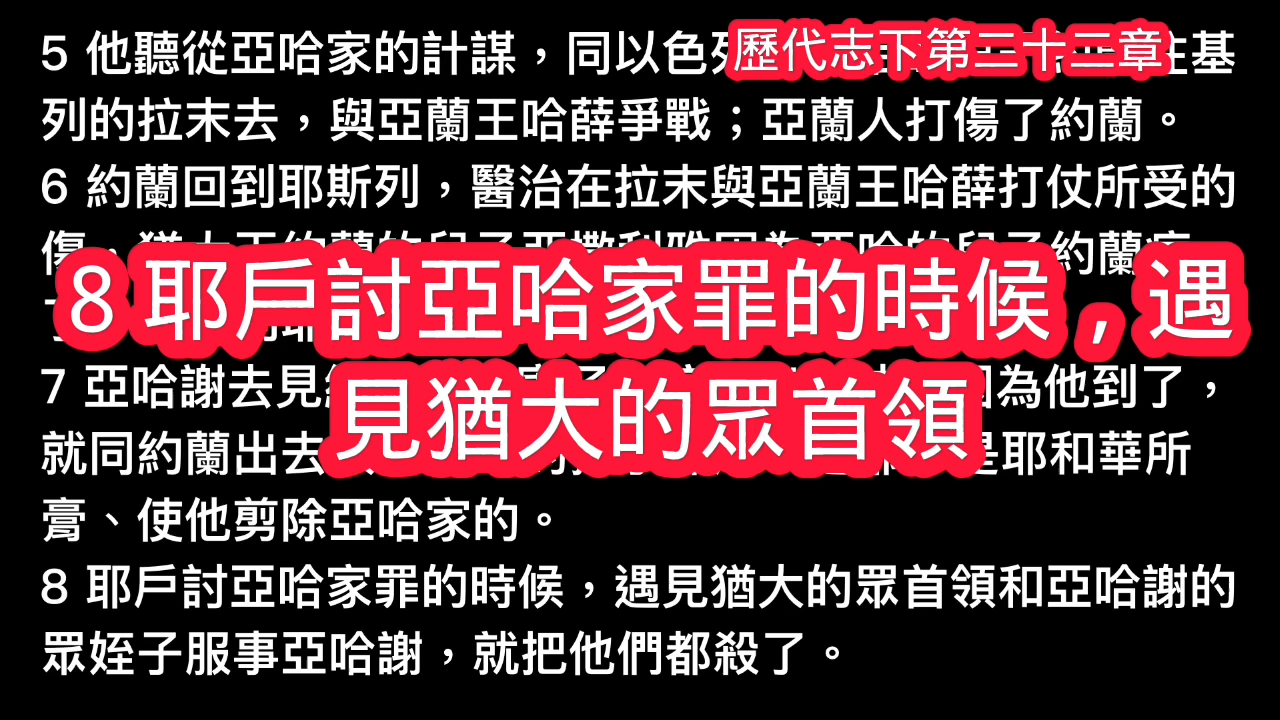 歷代志下第二十二章
5 他聽從亞哈家的計謀，同以色列 往基
列的拉末去，與亞蘭王哈薛爭戰；亞蘭人打傷了約蘭。
6 約蘭回到耶斯列，醫治在拉末與亞蘭王哈薛打仗所受的
傷 約蘭病
8 耶戶討亞哈家罪的時候，遇
見猶大的眾首領
7 亞哈謝去見 因為他到了，
就同約蘭出去 是耶和華所
膏、使他剪除亞哈家的。
8 耶戶討亞哈家罪的時候，遇見猶大的眾首領和亞哈謝的
眾姪子服事亞哈謝，就把他們都殺了。